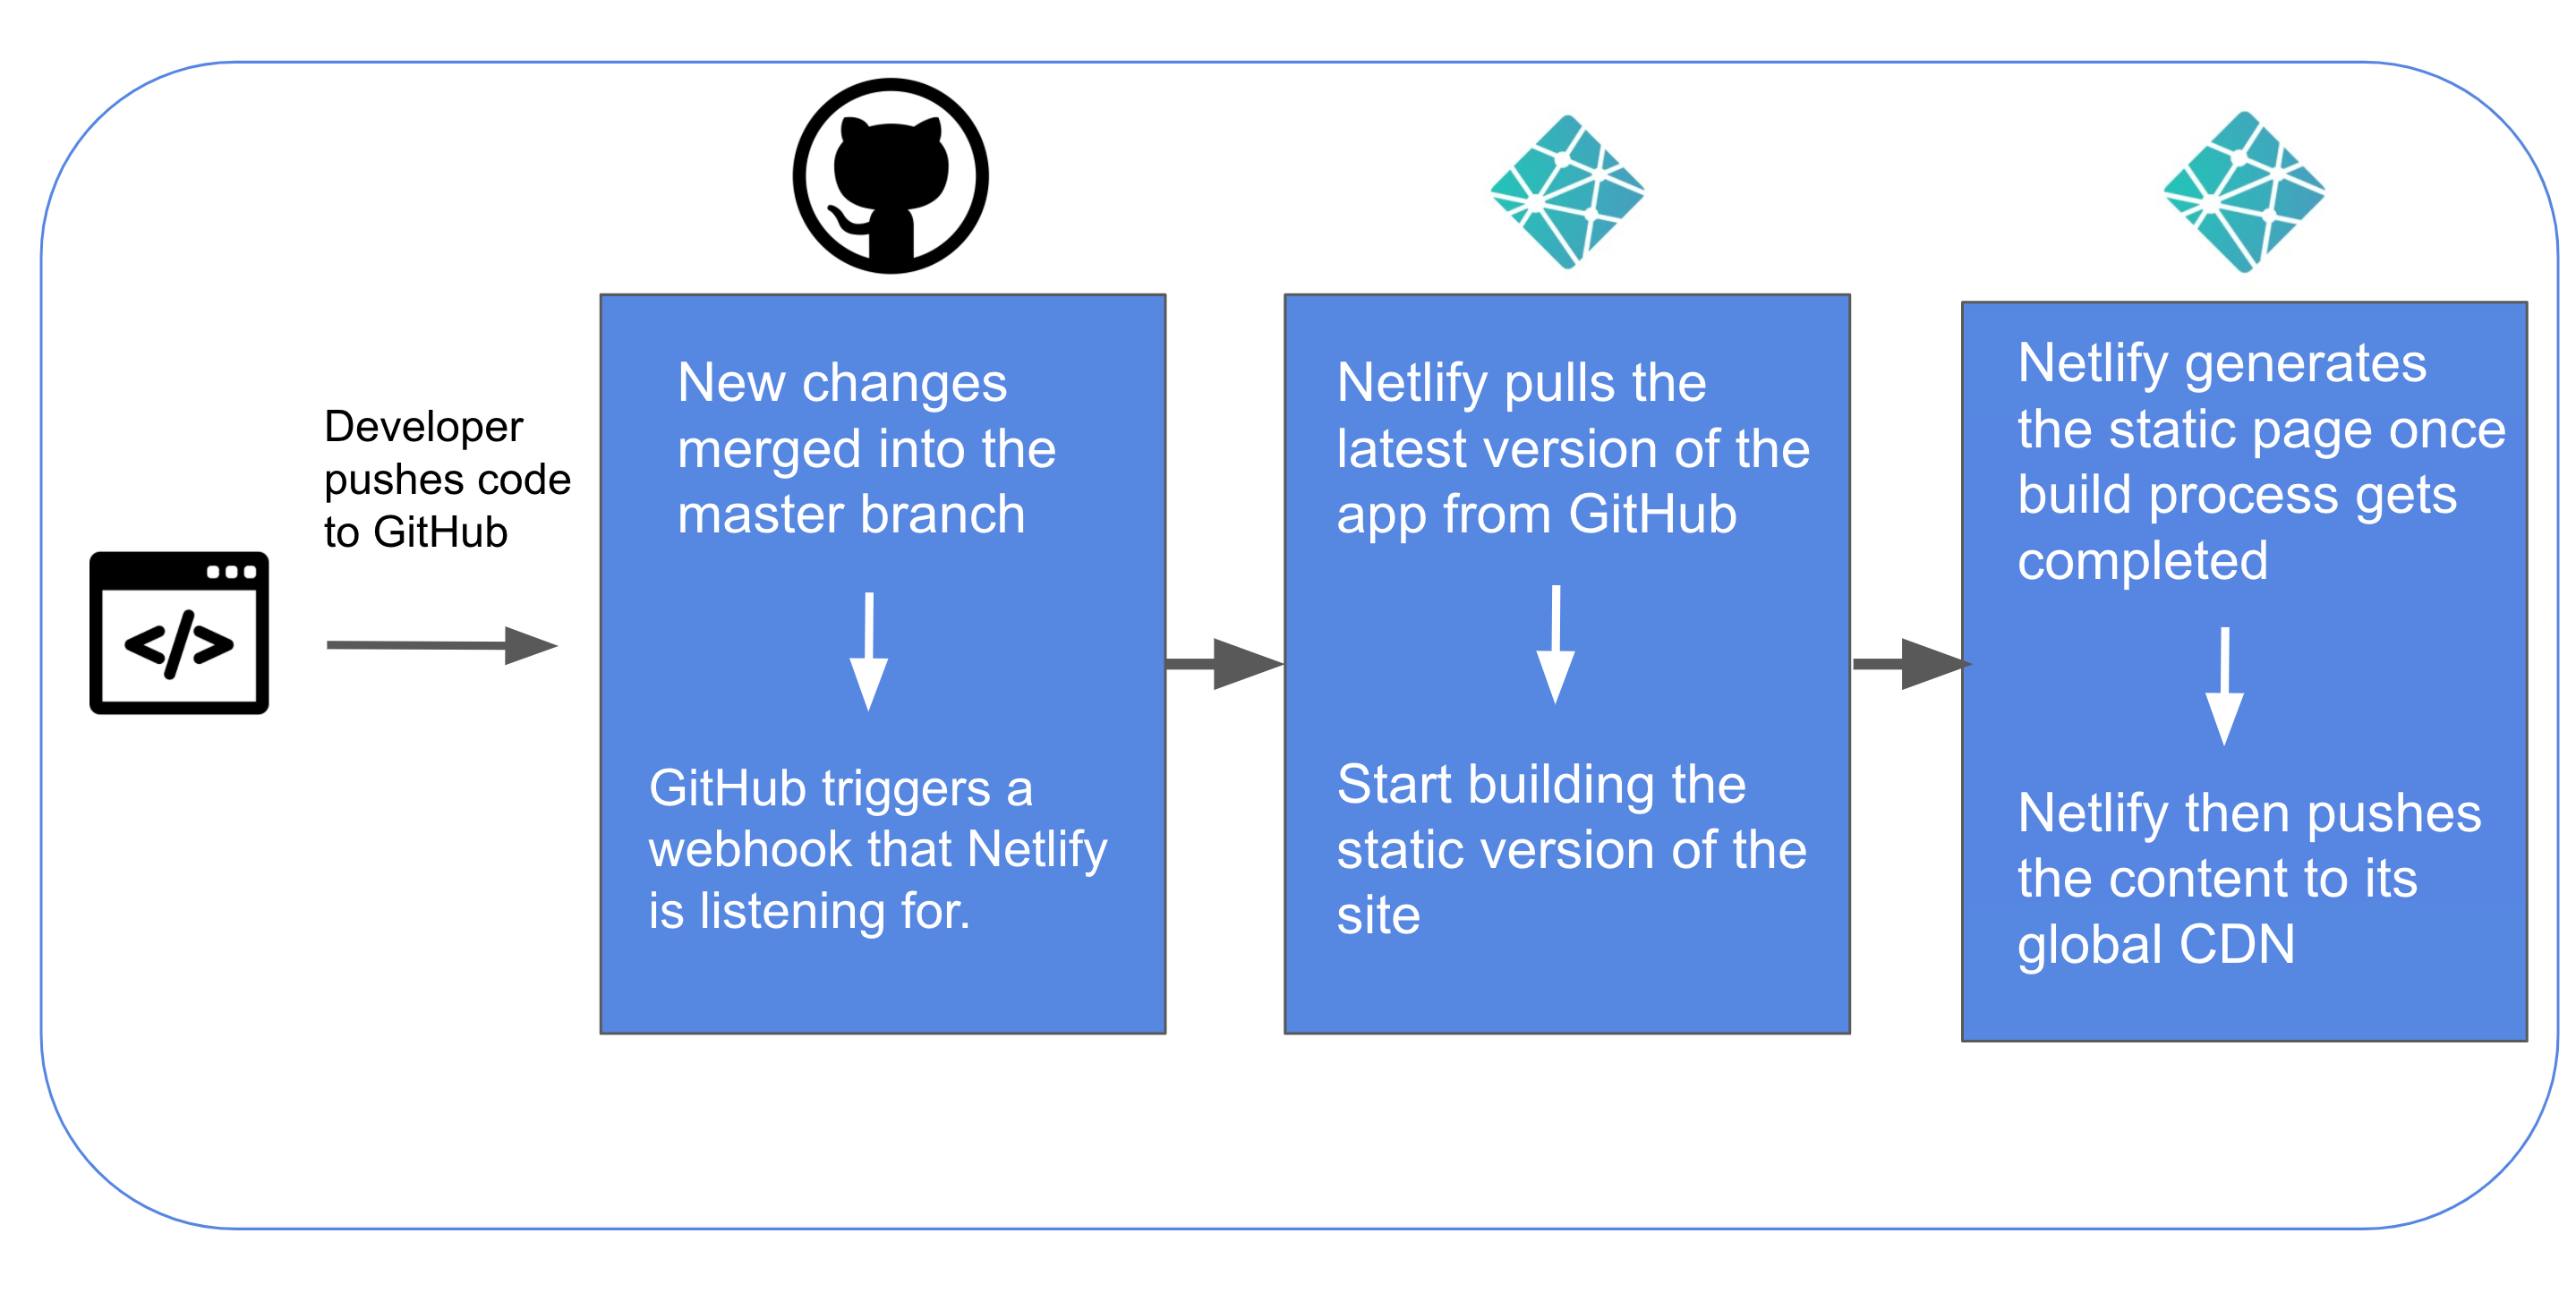 Developer
pushes code
to GitHub
</>
New changes
merged into the
master branch
GitHub triggers a
webhook that Netlify
is listening for.
Netlify pulls the
latest version of the
app from GitHub
Start building the
static version of the
site
Netlify generates
the static page once
build process gets
completed
Netlify then pushes
the content to its
global CDN